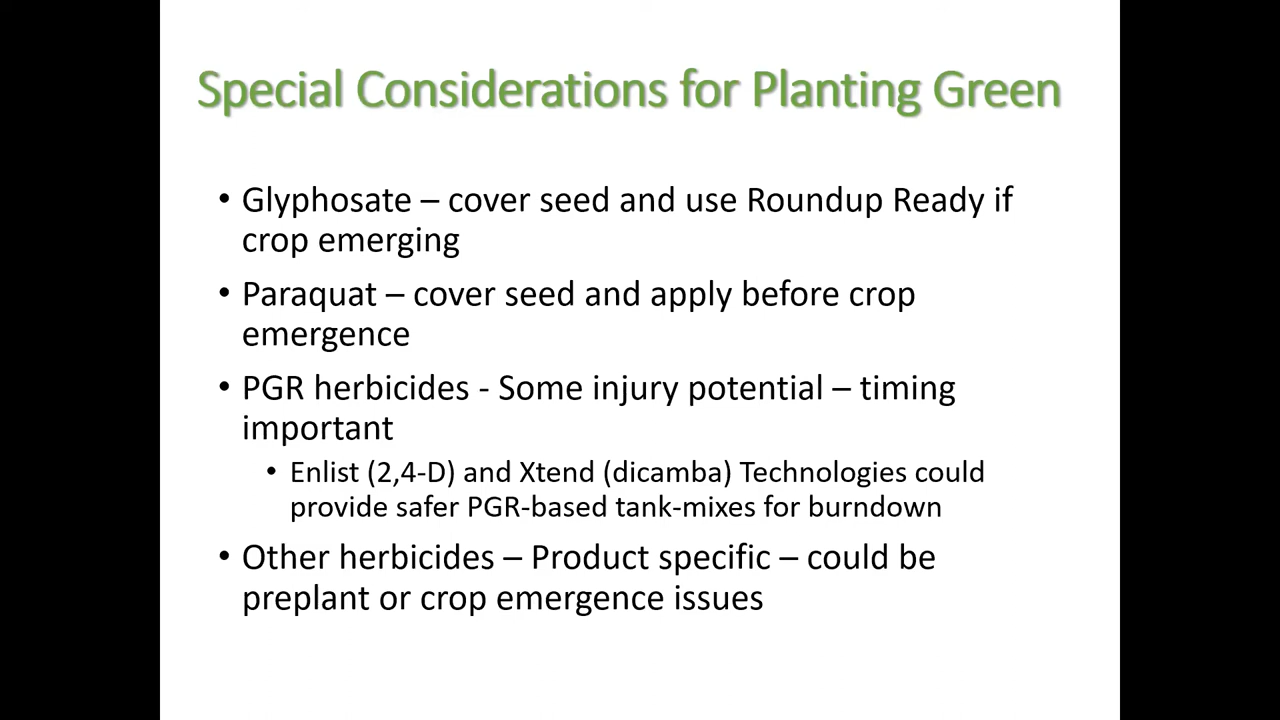 Special Considerations for Planting Green
• Glyphosate – cover seed and use Roundup Ready if
crop emerging
• Paraquat – cover seed and apply before crop
emergence
• PGR herbicides - Some injury potential – timing
important
• Enlist (2,4-D) and Xtend (dicamba) Technologies could
provide safer PGR-based tank-mixes for burndown
• Other herbicides – Product specific – could be
preplant or crop emergence issues